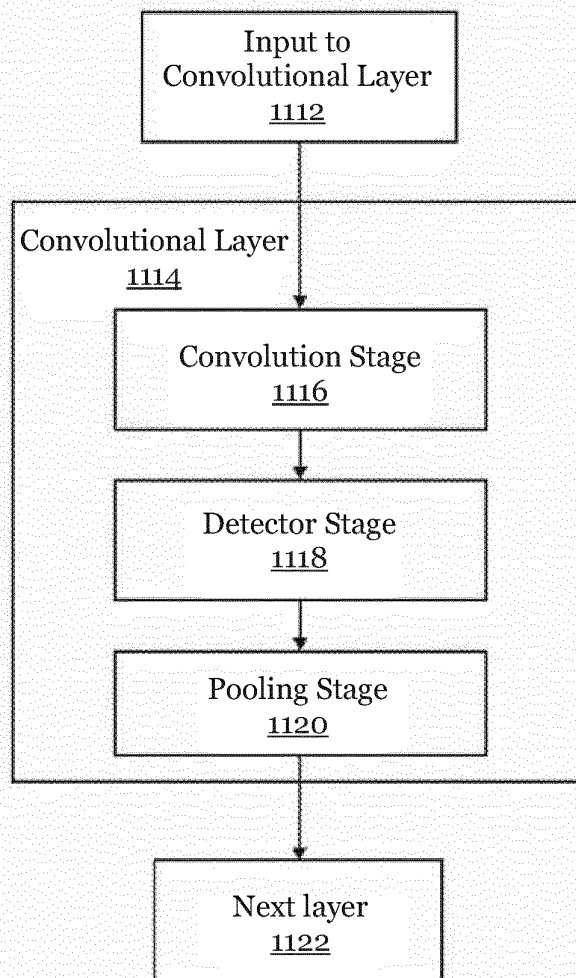 Input to
Convolutional Layer
1112
Convolutional Layer
1114
Convolution Stage
1116
Detector Stage
1118
Pooling Stage
1120
Next layer
1122